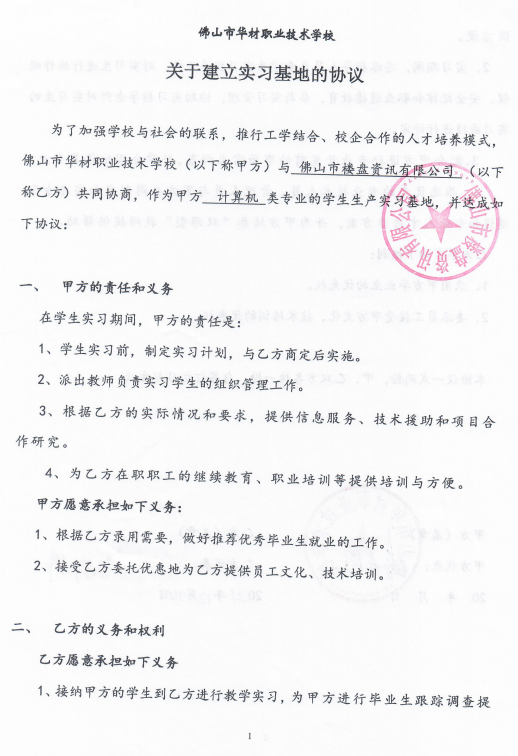 佛山市华材职业技术学校
关于建立实习基地的协议
为了加强学校与社会的联系，推行工学结合、校企合作的人才培养模式，
佛山市华材职业技术学校（以下称甲方）与 佛山市楼盘资讯有限公司 （以下
称乙方）共同协商，作为甲方 计算机 类专业的学生生产实习基地，并达成如
下协议：
佛山市楼盘资讯有限公司
一、 甲方的责任和义务
在学生实习期间，甲方的责任是：
1、学生实习前，制定实习计划，与乙方商定后实施。
2、派出教师负责实习学生的组织管理工作。
3、根据乙方的实际情况和要求，提供信息服务、技术援助和项目合
作研究。
4、为乙方在职职工的继续教育、职业培训等提供培训与方便。
甲方愿意承担如下义务：
1、根据乙方录用需要，做好推荐优秀毕业生就业的工作。
2、接受乙方委托优惠地为乙方提供员工文化、技术培训。
二、 乙方的义务和权利
乙方愿意承担如下义务
1、接纳甲方的学生到乙方进行教学实习，为甲方进行毕业生跟踪调查提
1